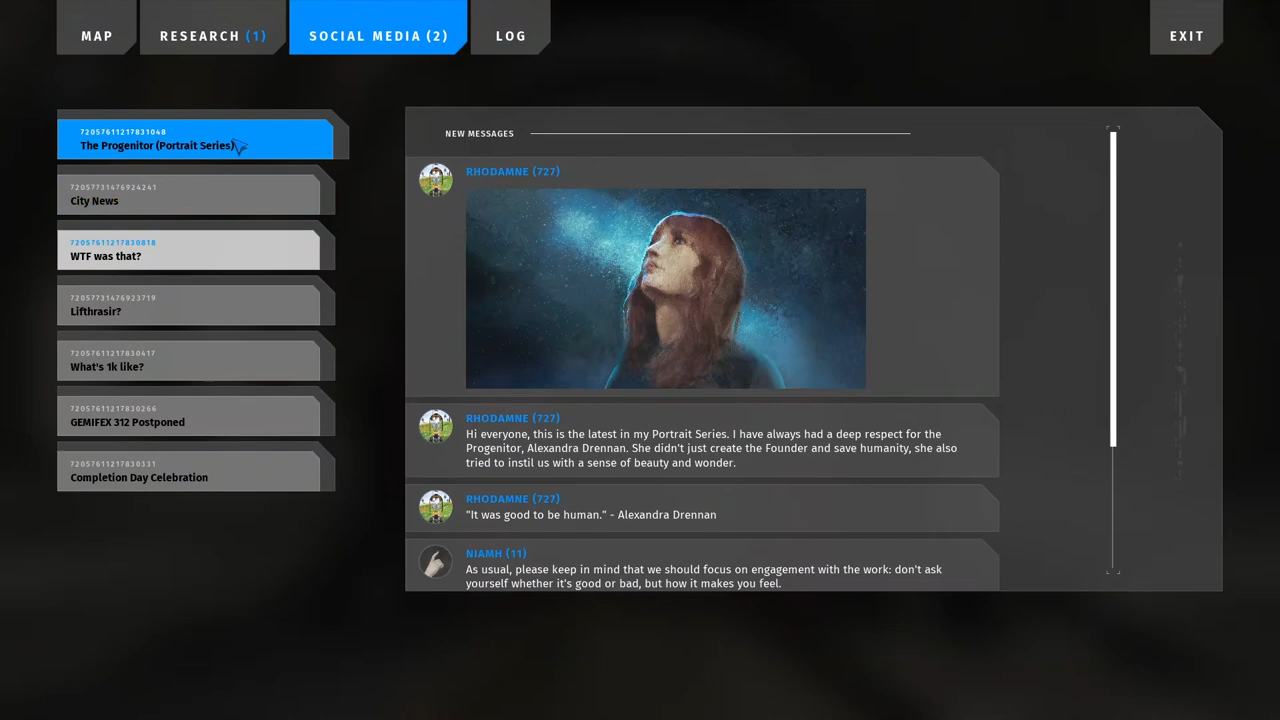 MAP
RESEARCH (1)
SOCIAL MEDIA (2)
LOG
EXIT
72057611217831048
The Progenitor (Portrait Series)
72057731476924241
City News
72057611217830818
WTF was that?
72057731476923719
Lifthrasir?
72057611217830417
What's 1k like?
72057611217830266
GEMIFEX 312 Postponed
72057611217830331
Completion Day Celebration
NEW MESSAGES
RHODAMNE (727)
RHODAMNE (727)
Hi everyone, this is the latest in my Portrait Series. I have always had a deep respect for the
Progenitor, Alexandra Drennan. She didn't just create the Founder and save humanity, she also
tried to instil us with a sense of beauty and wonder.
RHODAMNE (727)
"It was good to be human." - Alexandra Drennan
NIAMH (11)
As usual, please keep in mind that we should focus on engagement with the work: don't ask
yourself whether it's good or bad, but how it makes you feel.